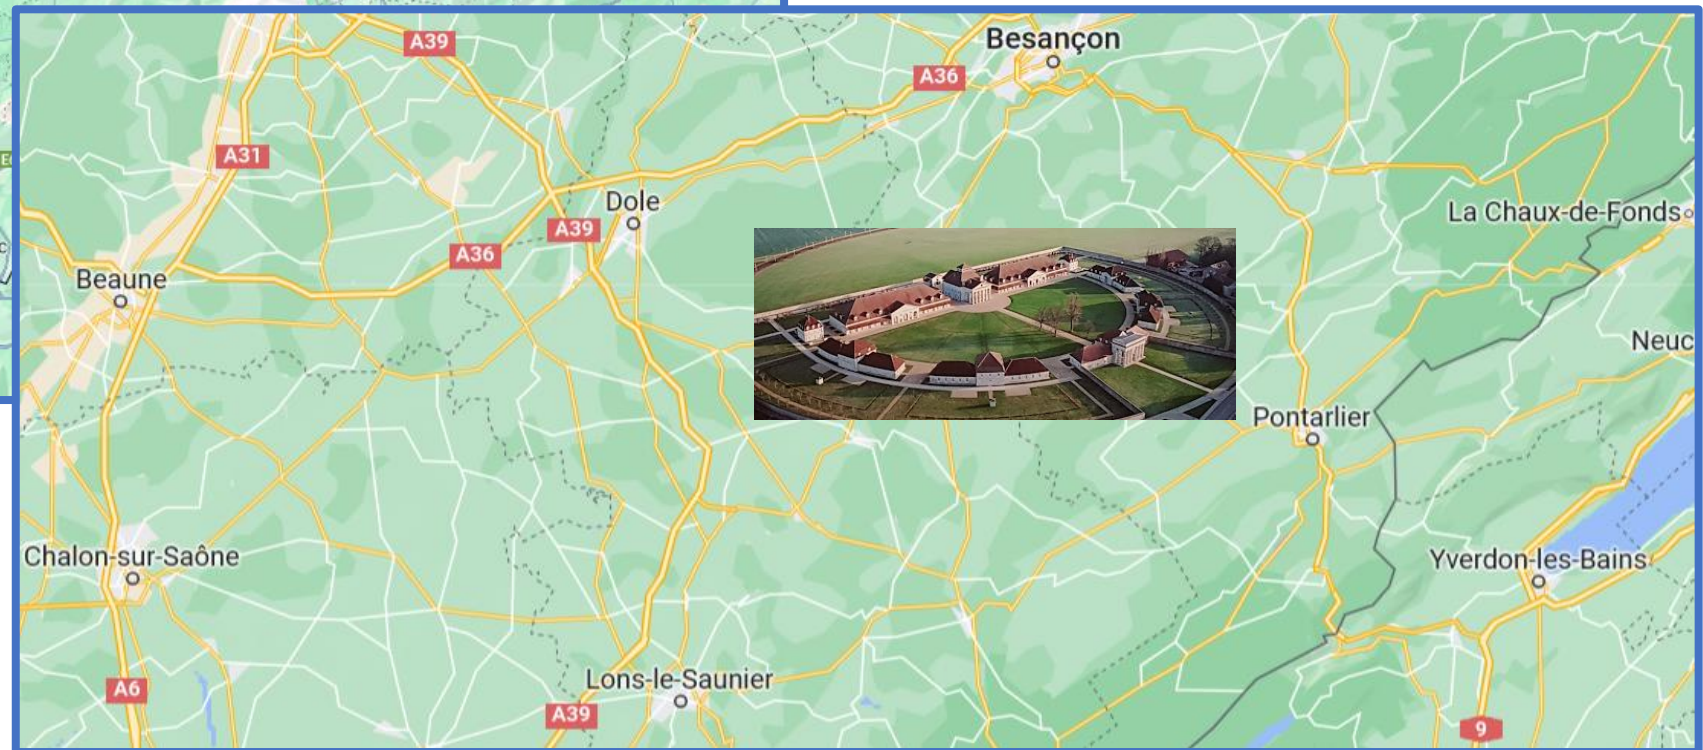 A39
Besançon
A36
A31
Dole
La Chaux-de-Fonds
A39
A36
Beaune
Neuc
Pontarlier
Chalon-sur-Saône
Yverdon-les-Bains
Lons-le-Saunier
A6
A39
9